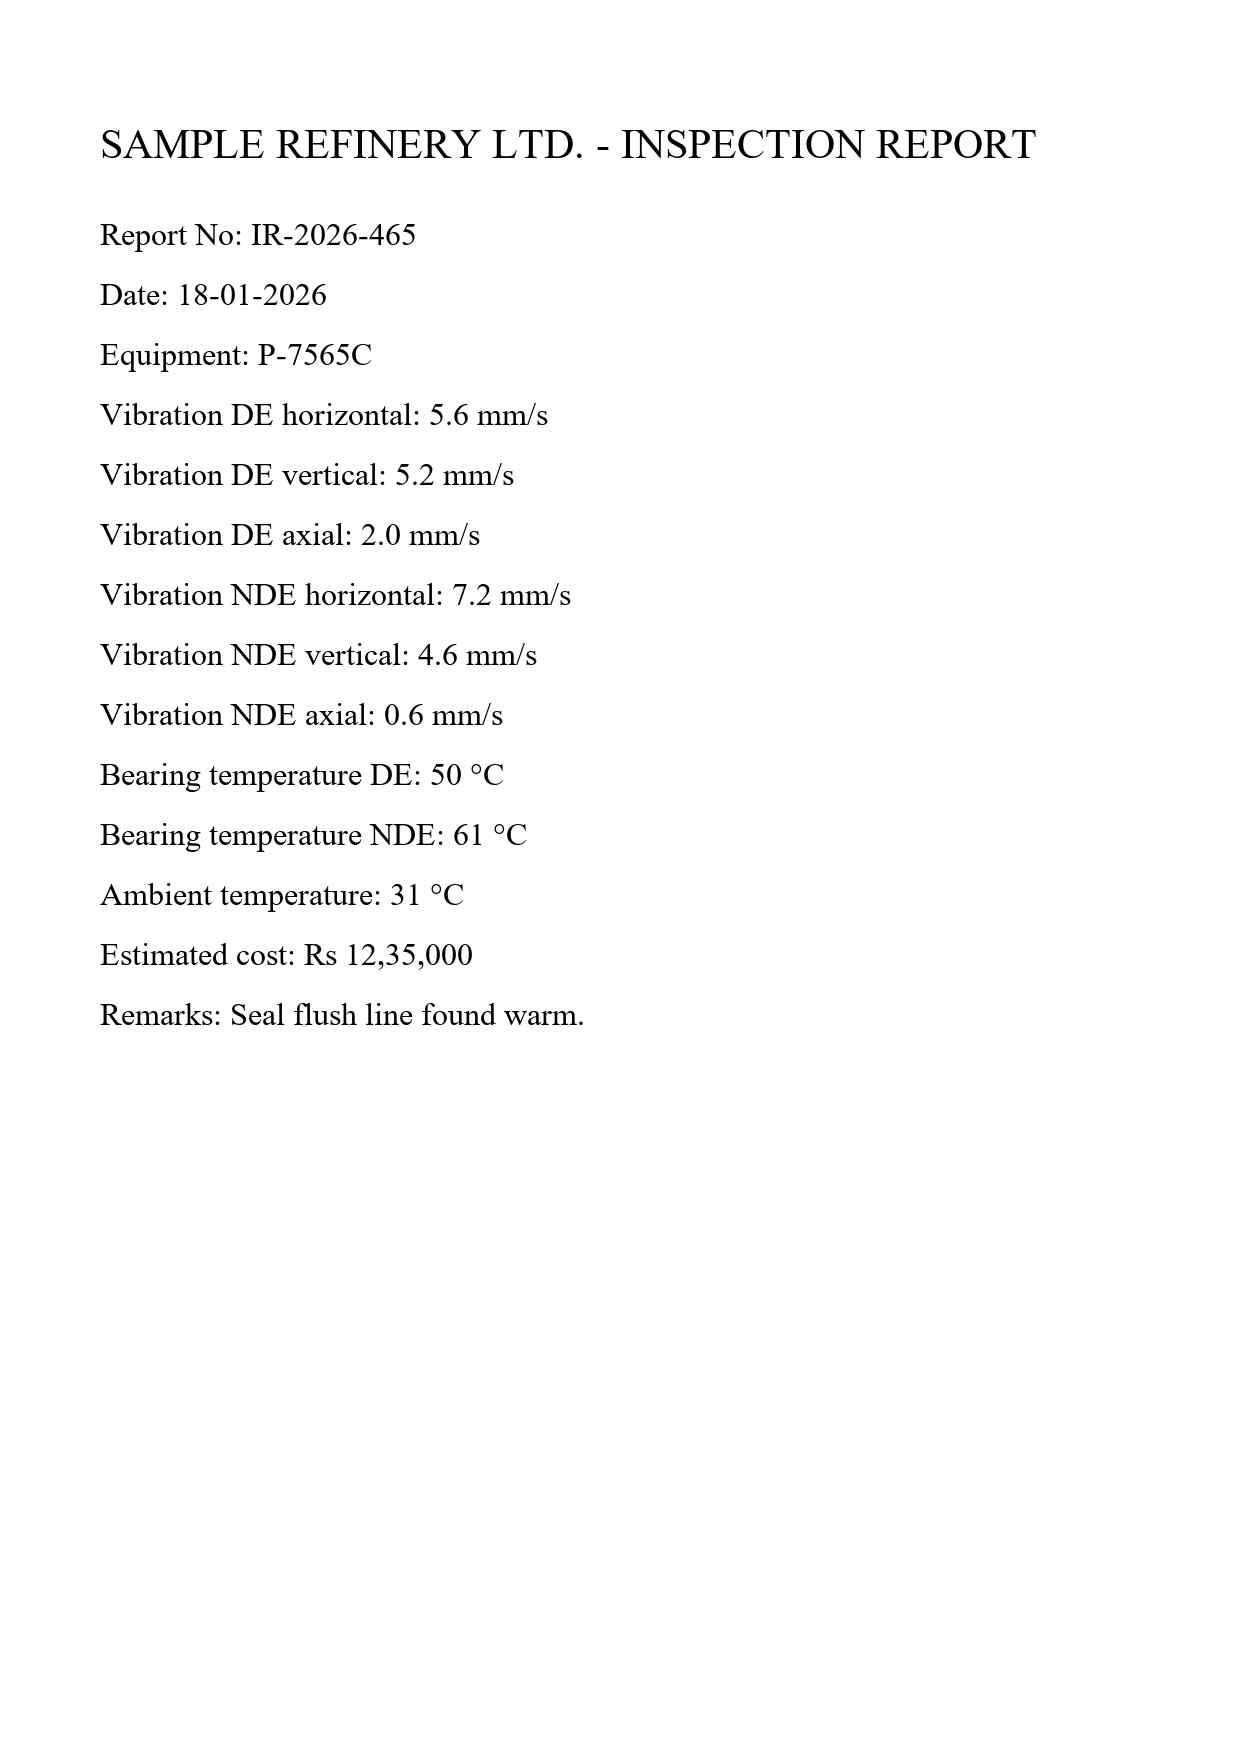 SAMPLE REFINERY LTD. - INSPECTION REPORT
Report No: IR-2026-465
Date: 18-01-2026
Equipment: P-7565C
Vibration DE horizontal: 5.6 mm/s
Vibration DE vertical: 5.2 mm/s
Vibration DE axial: 2.0 mm/s
Vibration NDE horizontal: 7.2 mm/s
Vibration NDE vertical: 4.6 mm/s
Vibration NDE axial: 0.6 mm/s
Bearing temperature DE: 50 °C
Bearing temperature NDE: 61 °C
Ambient temperature: 31 °C
Estimated cost: Rs 12,35,000
Remarks: Seal flush line found warm.